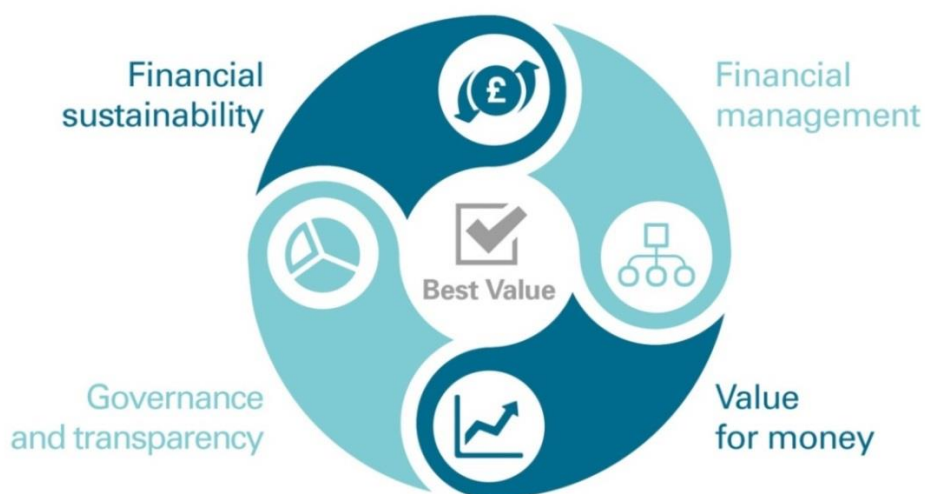 Financial
sustainability
Financial
management
£
Best Value
Governance
and transparency
Value
for money